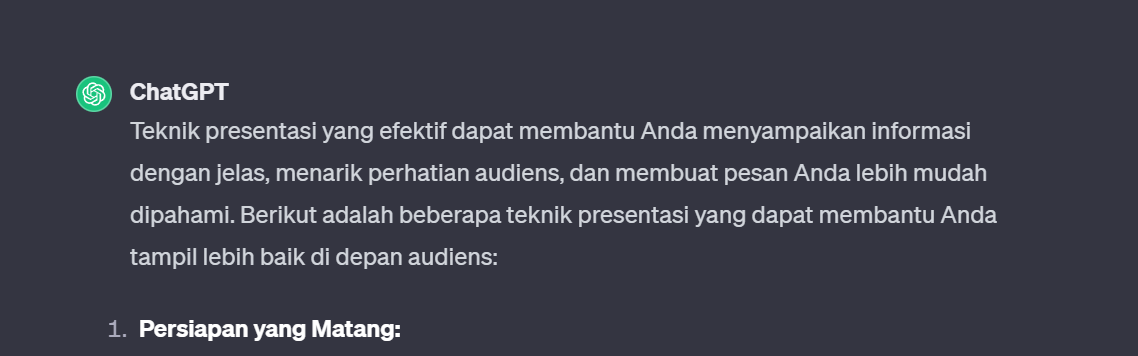 ChatGPT
Teknik presentasi yang efektif dapat membantu Anda menyampaikan informasi
dengan jelas, menarik perhatian audiens, dan membuat pesan Anda lebih mudah
dipahami. Berikut adalah beberapa teknik presentasi yang dapat membantu Anda
tampil lebih baik di depan audiens:
1. Persiapan yang Matang: